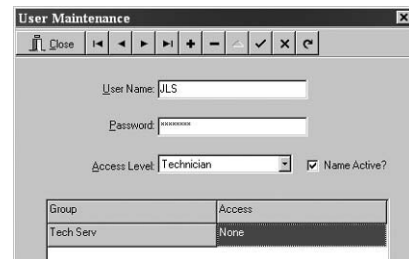 User Maintenance
Close
User Name: JLS
Password: ********
Access Level: Technician Name Active?
Group Access
Tech Serv None